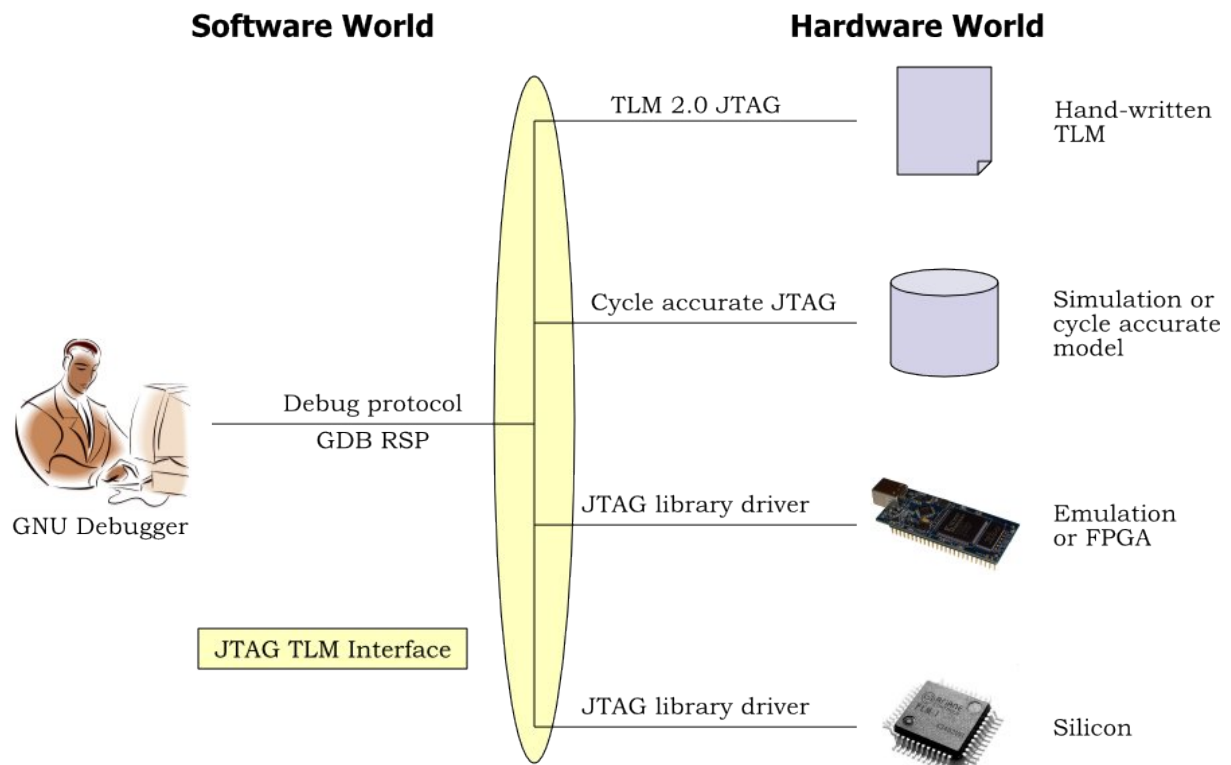 Software World
Hardware World
TLM 2.0 JTAG
Hand-written
TLM
Cycle accurate JTAG
Simulation or
cycle accurate
model
Debug protocol
GDB RSP
GNU Debugger
JTAG library driver
Emulation
or FPGA
JTAG TLM Interface
JTAG library driver
Silicon